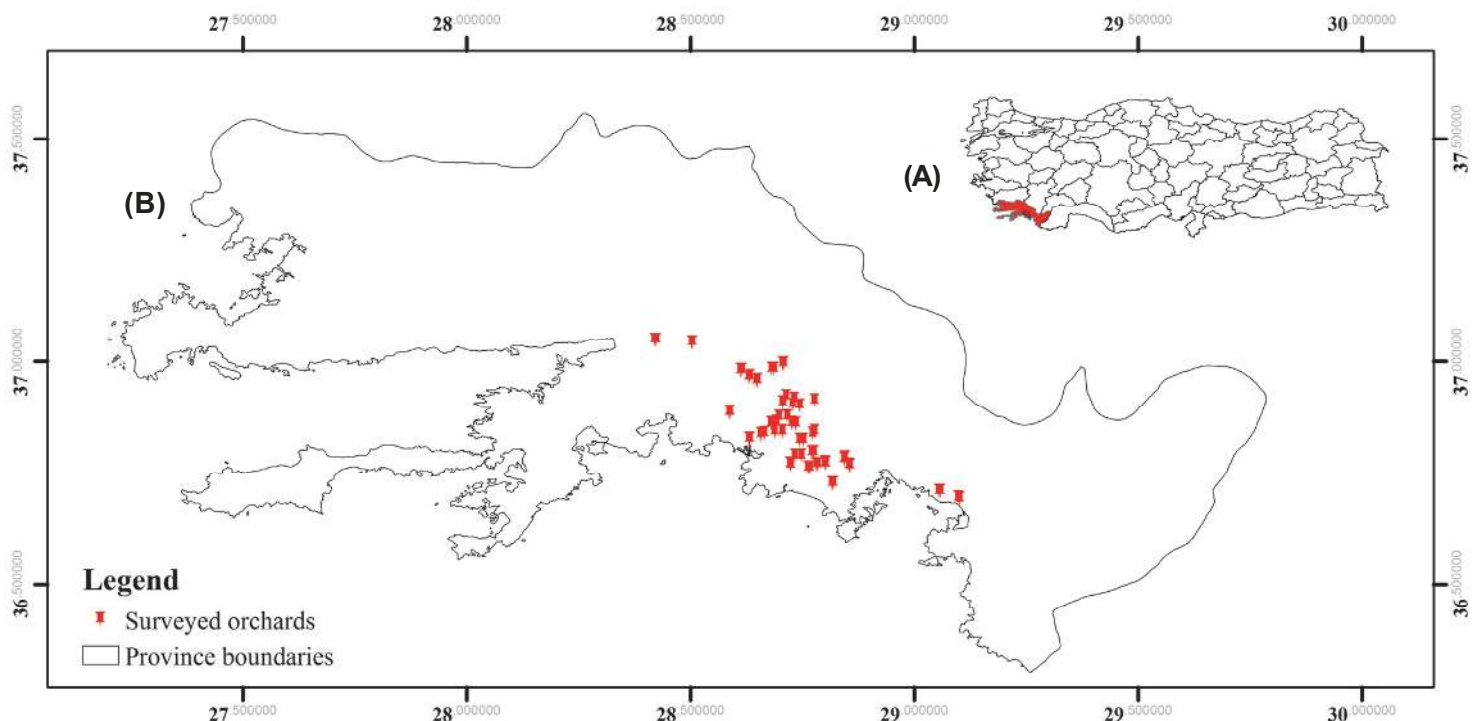 27.500000 28.000000 28.500000 29.000000 29.500000 30.000000
37.500000 37.500000
(A)
(B)
37.000000 37.000000
36.500000 36.500000
Legend
Surveyed orchards
Province boundaries
27.500000 28.000000 28.500000 29.000000 29.500000 30.000000